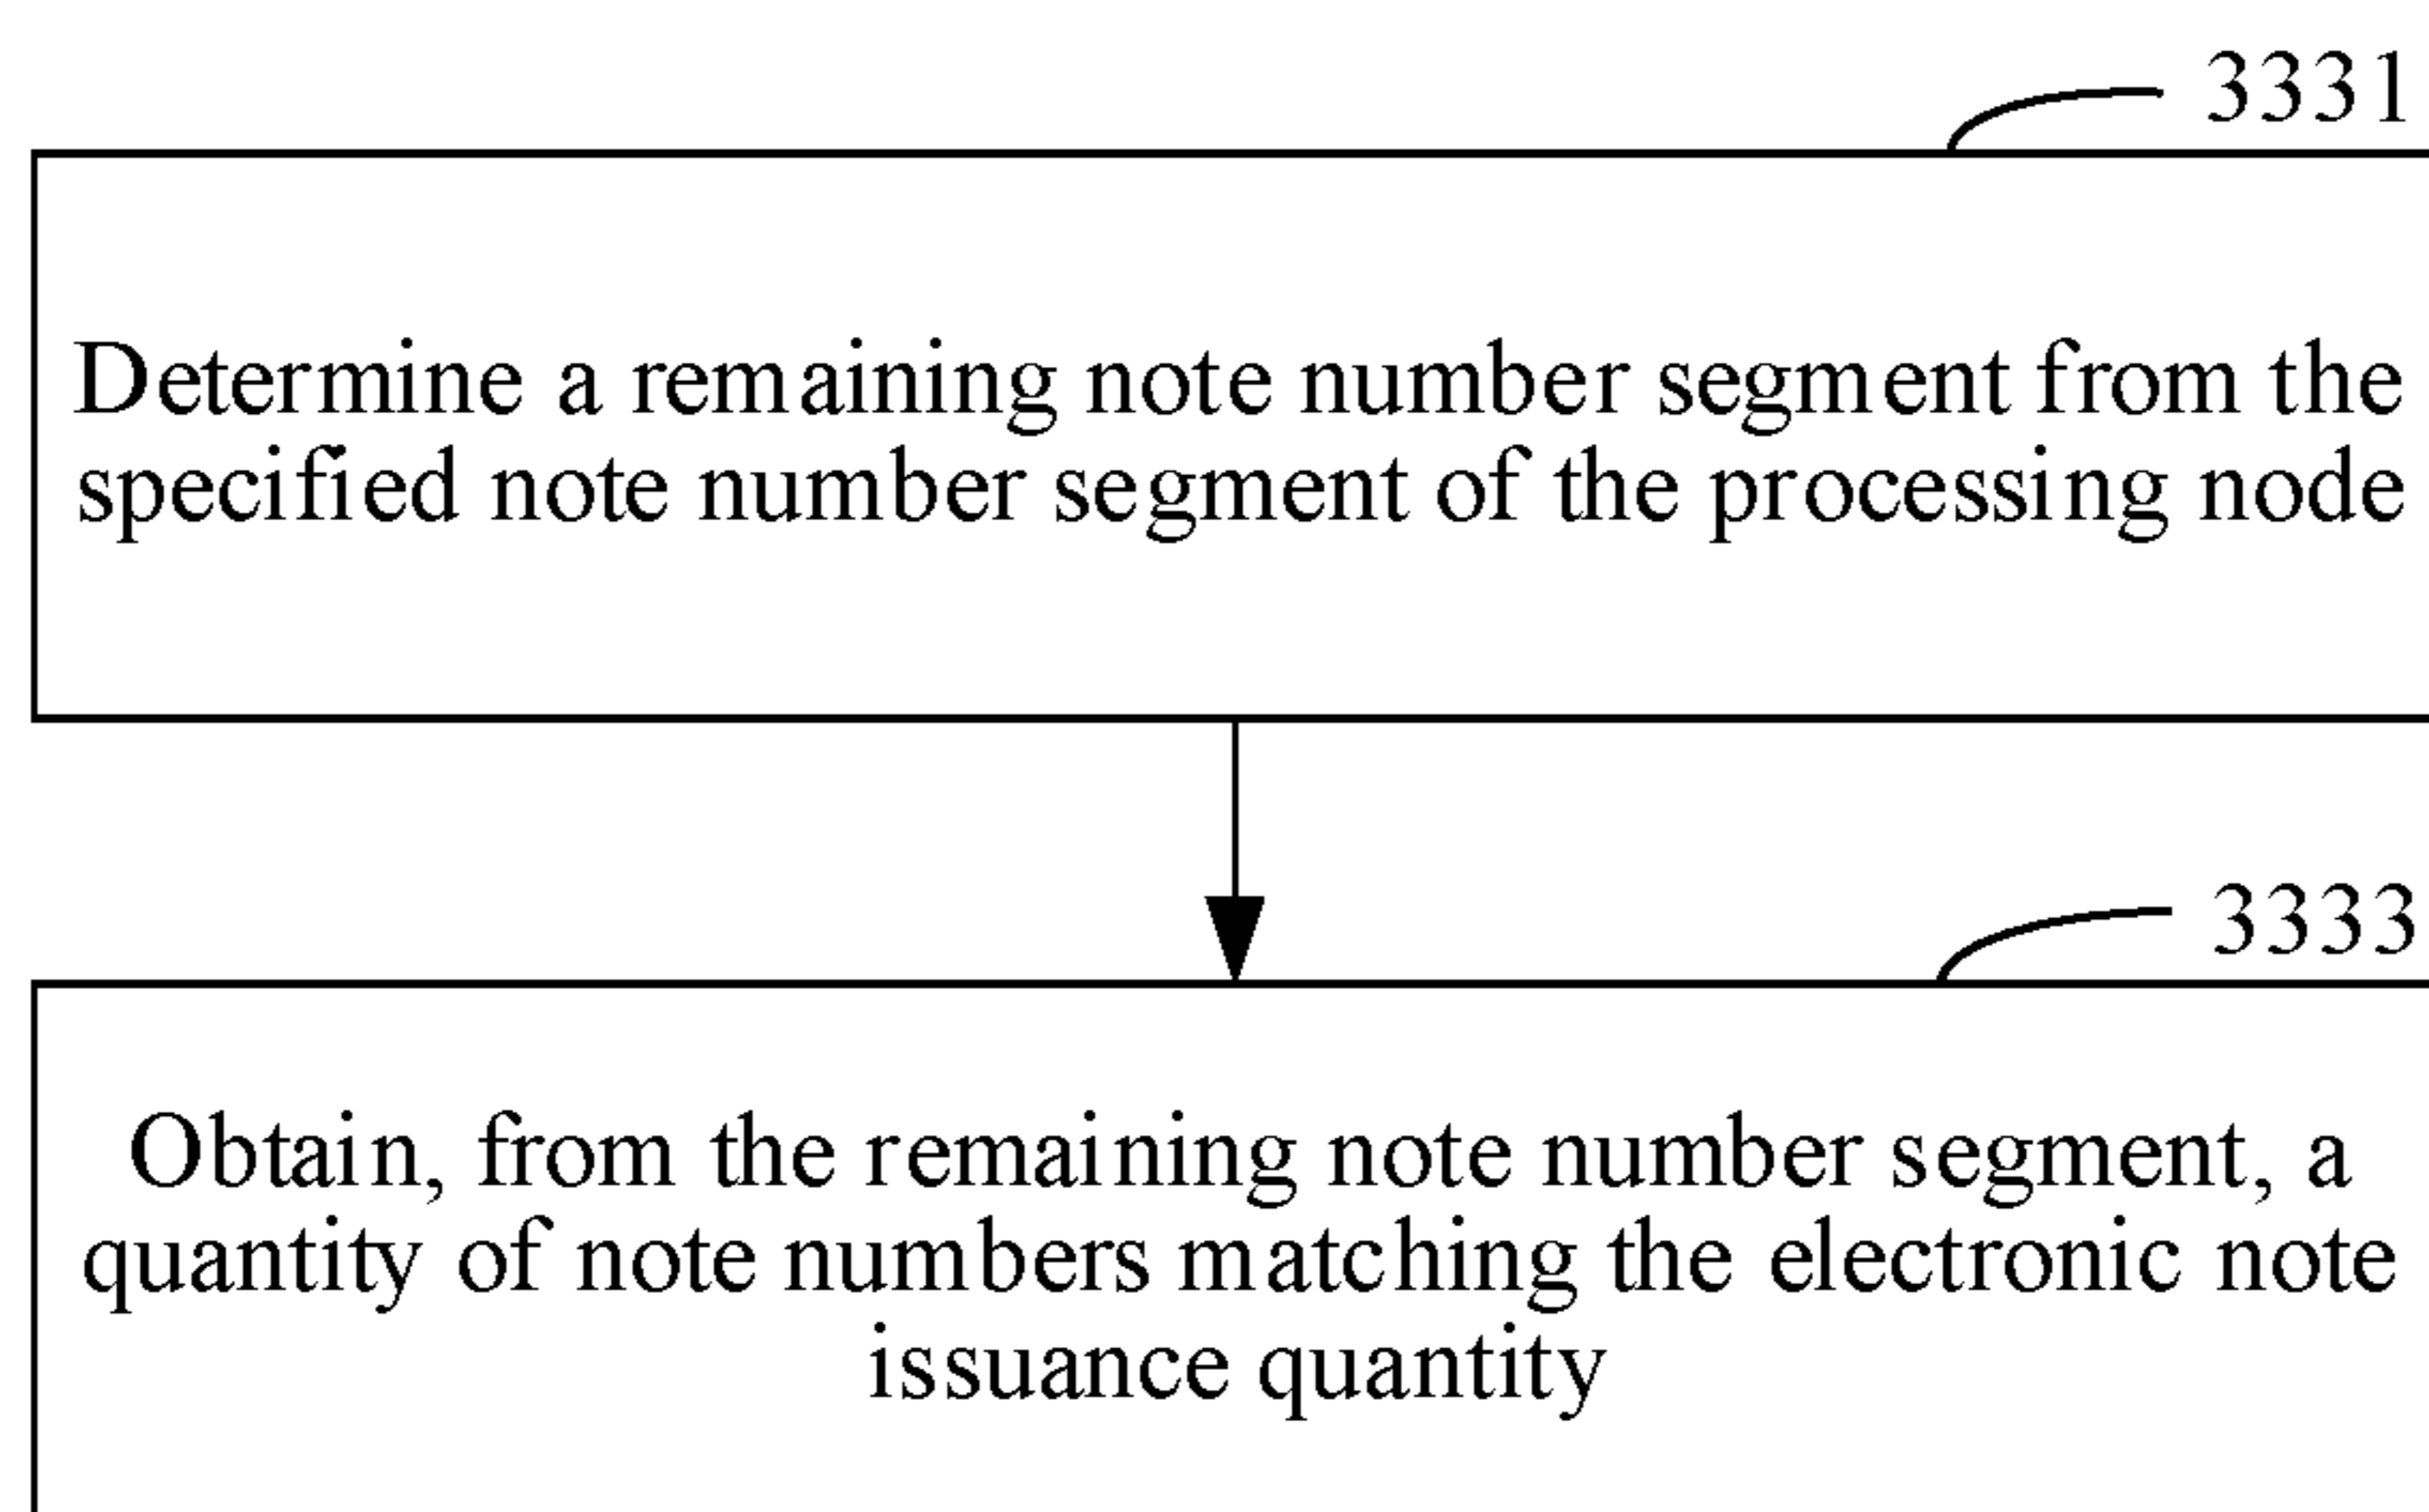 3331
Determine a remaining note number segment from the
specified note number segment of the processing node
3333
Obtain, from the remaining note number segment, a
quantity of note numbers matching the electronic note
issuance quantity